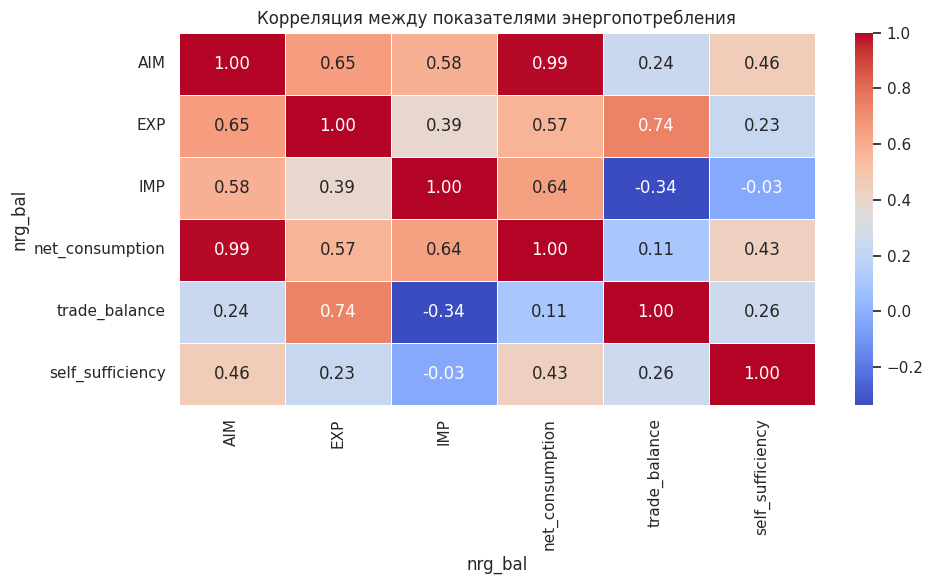 Корреляция между показателями энергопотребления
AIM 1.00 0.65 0.58 0.99 0.24 0.46
EXP 0.65 1.00 0.39 0.57 0.74 0.23
IMP 0.58 0.39 1.00 0.64 -0.34 -0.03
net_consumption 0.99 0.57 0.64 1.00 0.11 0.43
trade_balance 0.24 0.74 -0.34 0.11 1.00 0.26
self_sufficiency 0.46 0.23 -0.03 0.43 0.26 1.00
nrg_bal
AIM
EXP
IMP
net_consumption
trade_balance
self_sufficiency
nrg_bal
1.0
0.8
0.6
0.4
0.2
0.0
−0.2